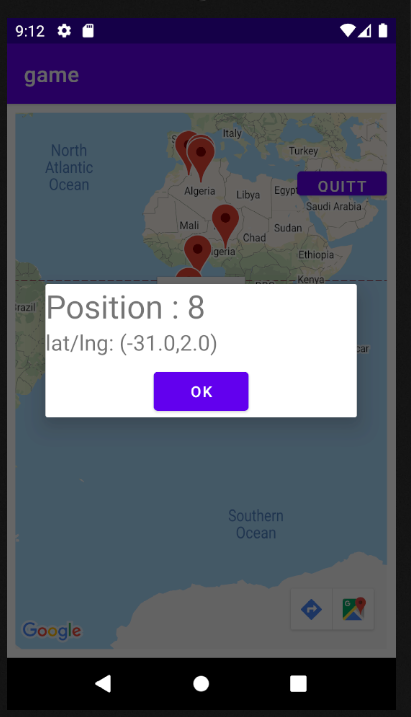 9:12
game
North
Atlantic
Ocean
Italy
Turkey
Algeria
Libya
Egypt
QUITT
Saudi Arabia
Mali
Chad
Sudan
geria
Ethiopia
Kenya
razil
Position : 8
lat/lng: (-31.0,2.0)
car
OK
Southern
Ocean
Google